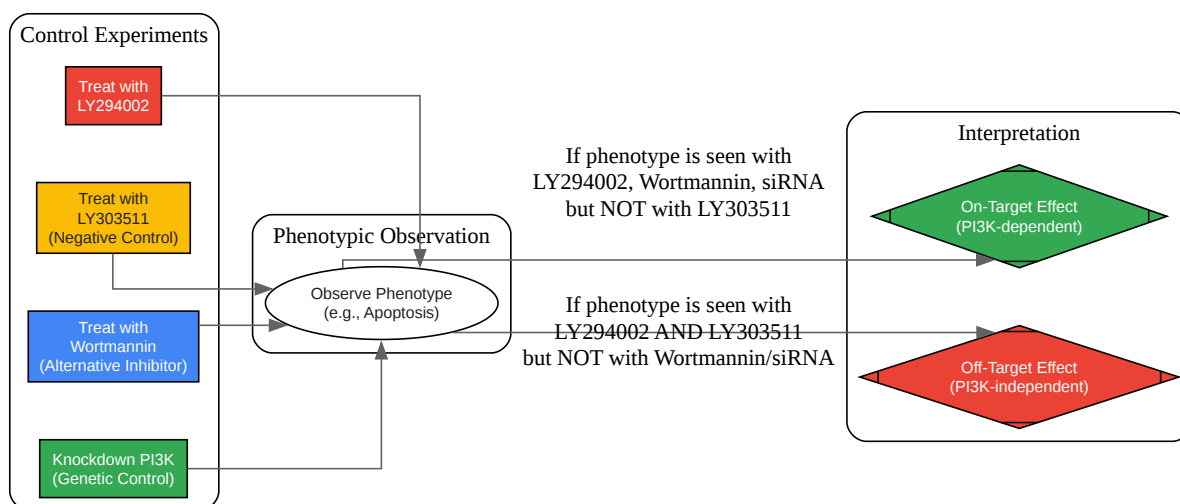 Control Experiments
Treat with
LY294002
Treat with
LY303511
(Negative Control)
Treat with
Wortmannin
(Alternative Inhibitor)
Knockdown PI3K
(Genetic Control)
Phenotypic Observation
Observe Phenotype
(e.g., Apoptosis)
If phenotype is seen with
LY294002, Wortmannin, siRNA
but NOT with LY303511
If phenotype is seen with
LY294002 AND LY303511
but NOT with Wortmannin/siRNA
Interpretation
On-Target Effect
(PI3K-dependent)
Off-Target Effect
(PI3K-independent)